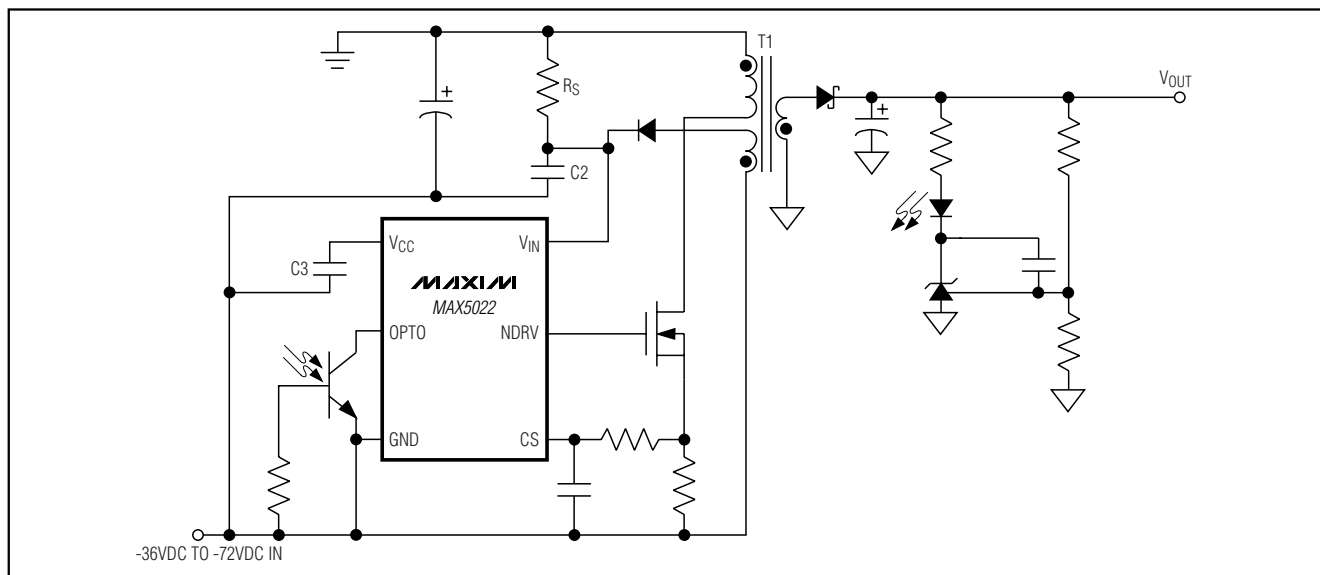 T1
+
R_S
V_OUT
+
C2
V_CC
V_IN
C3
MAXIM
MAX5022
OPTO
NDRV
GND
CS
-36VDC TO -72VDC IN